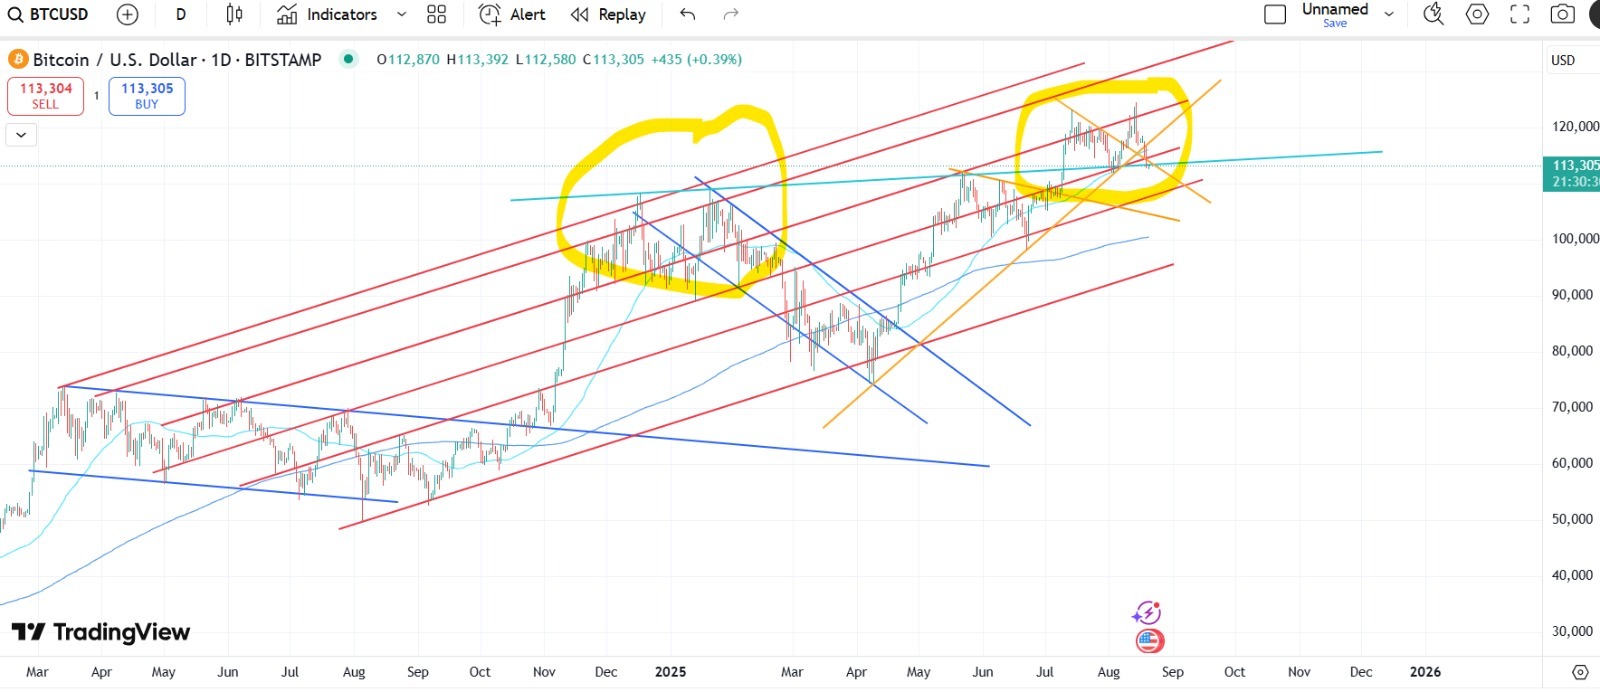 BTCUSD D Indicators Alert Replay Unnamed
Save
Bitcoin / U.S. Dollar · 1D · BITSTAMP O112,870 H113,392 L112,580 C113,305 +435 (+0.39%) USD
113,304 1 113,305
SELL BUY
120,000
113,305
21:30:3
100,000
90,000
80,000
70,000
60,000
50,000
40,000
30,000
TradingView
Mar Apr May Jun Jul Aug Sep Oct Nov Dec 2025 Mar Apr May Jun Jul Aug Sep Oct Nov Dec 2026